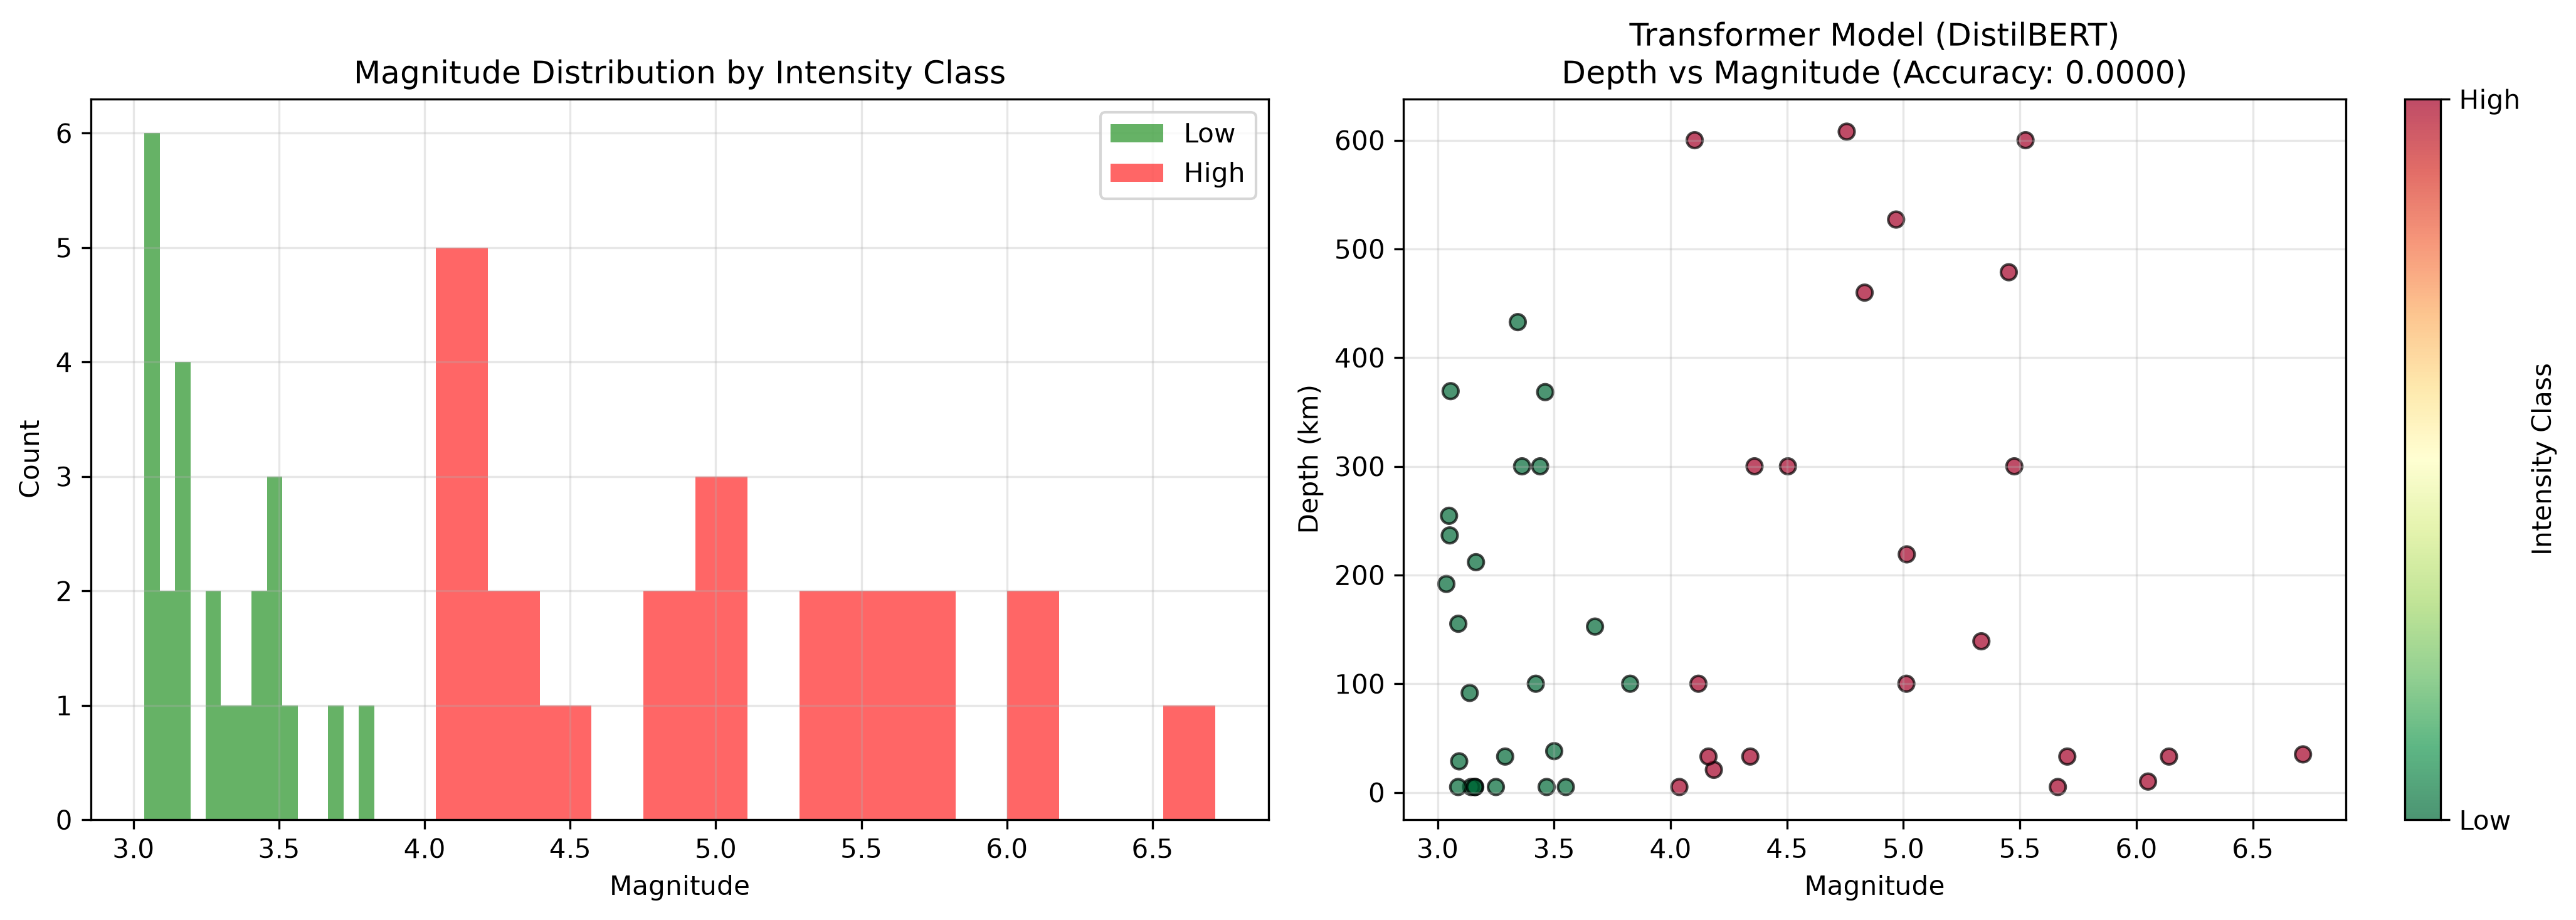 Magnitude Distribution by Intensity Class
Low
High
6
5
4
3
2
1
0
Count
3.0 3.5 4.0 4.5 5.0 5.5 6.0 6.5
Magnitude
Transformer Model (DistilBERT)
Depth vs Magnitude (Accuracy: 0.0000)
600
500
400
300
200
100
0
Depth (km)
3.0 3.5 4.0 4.5 5.0 5.5 6.0 6.5
Magnitude
High
Low
Intensity Class